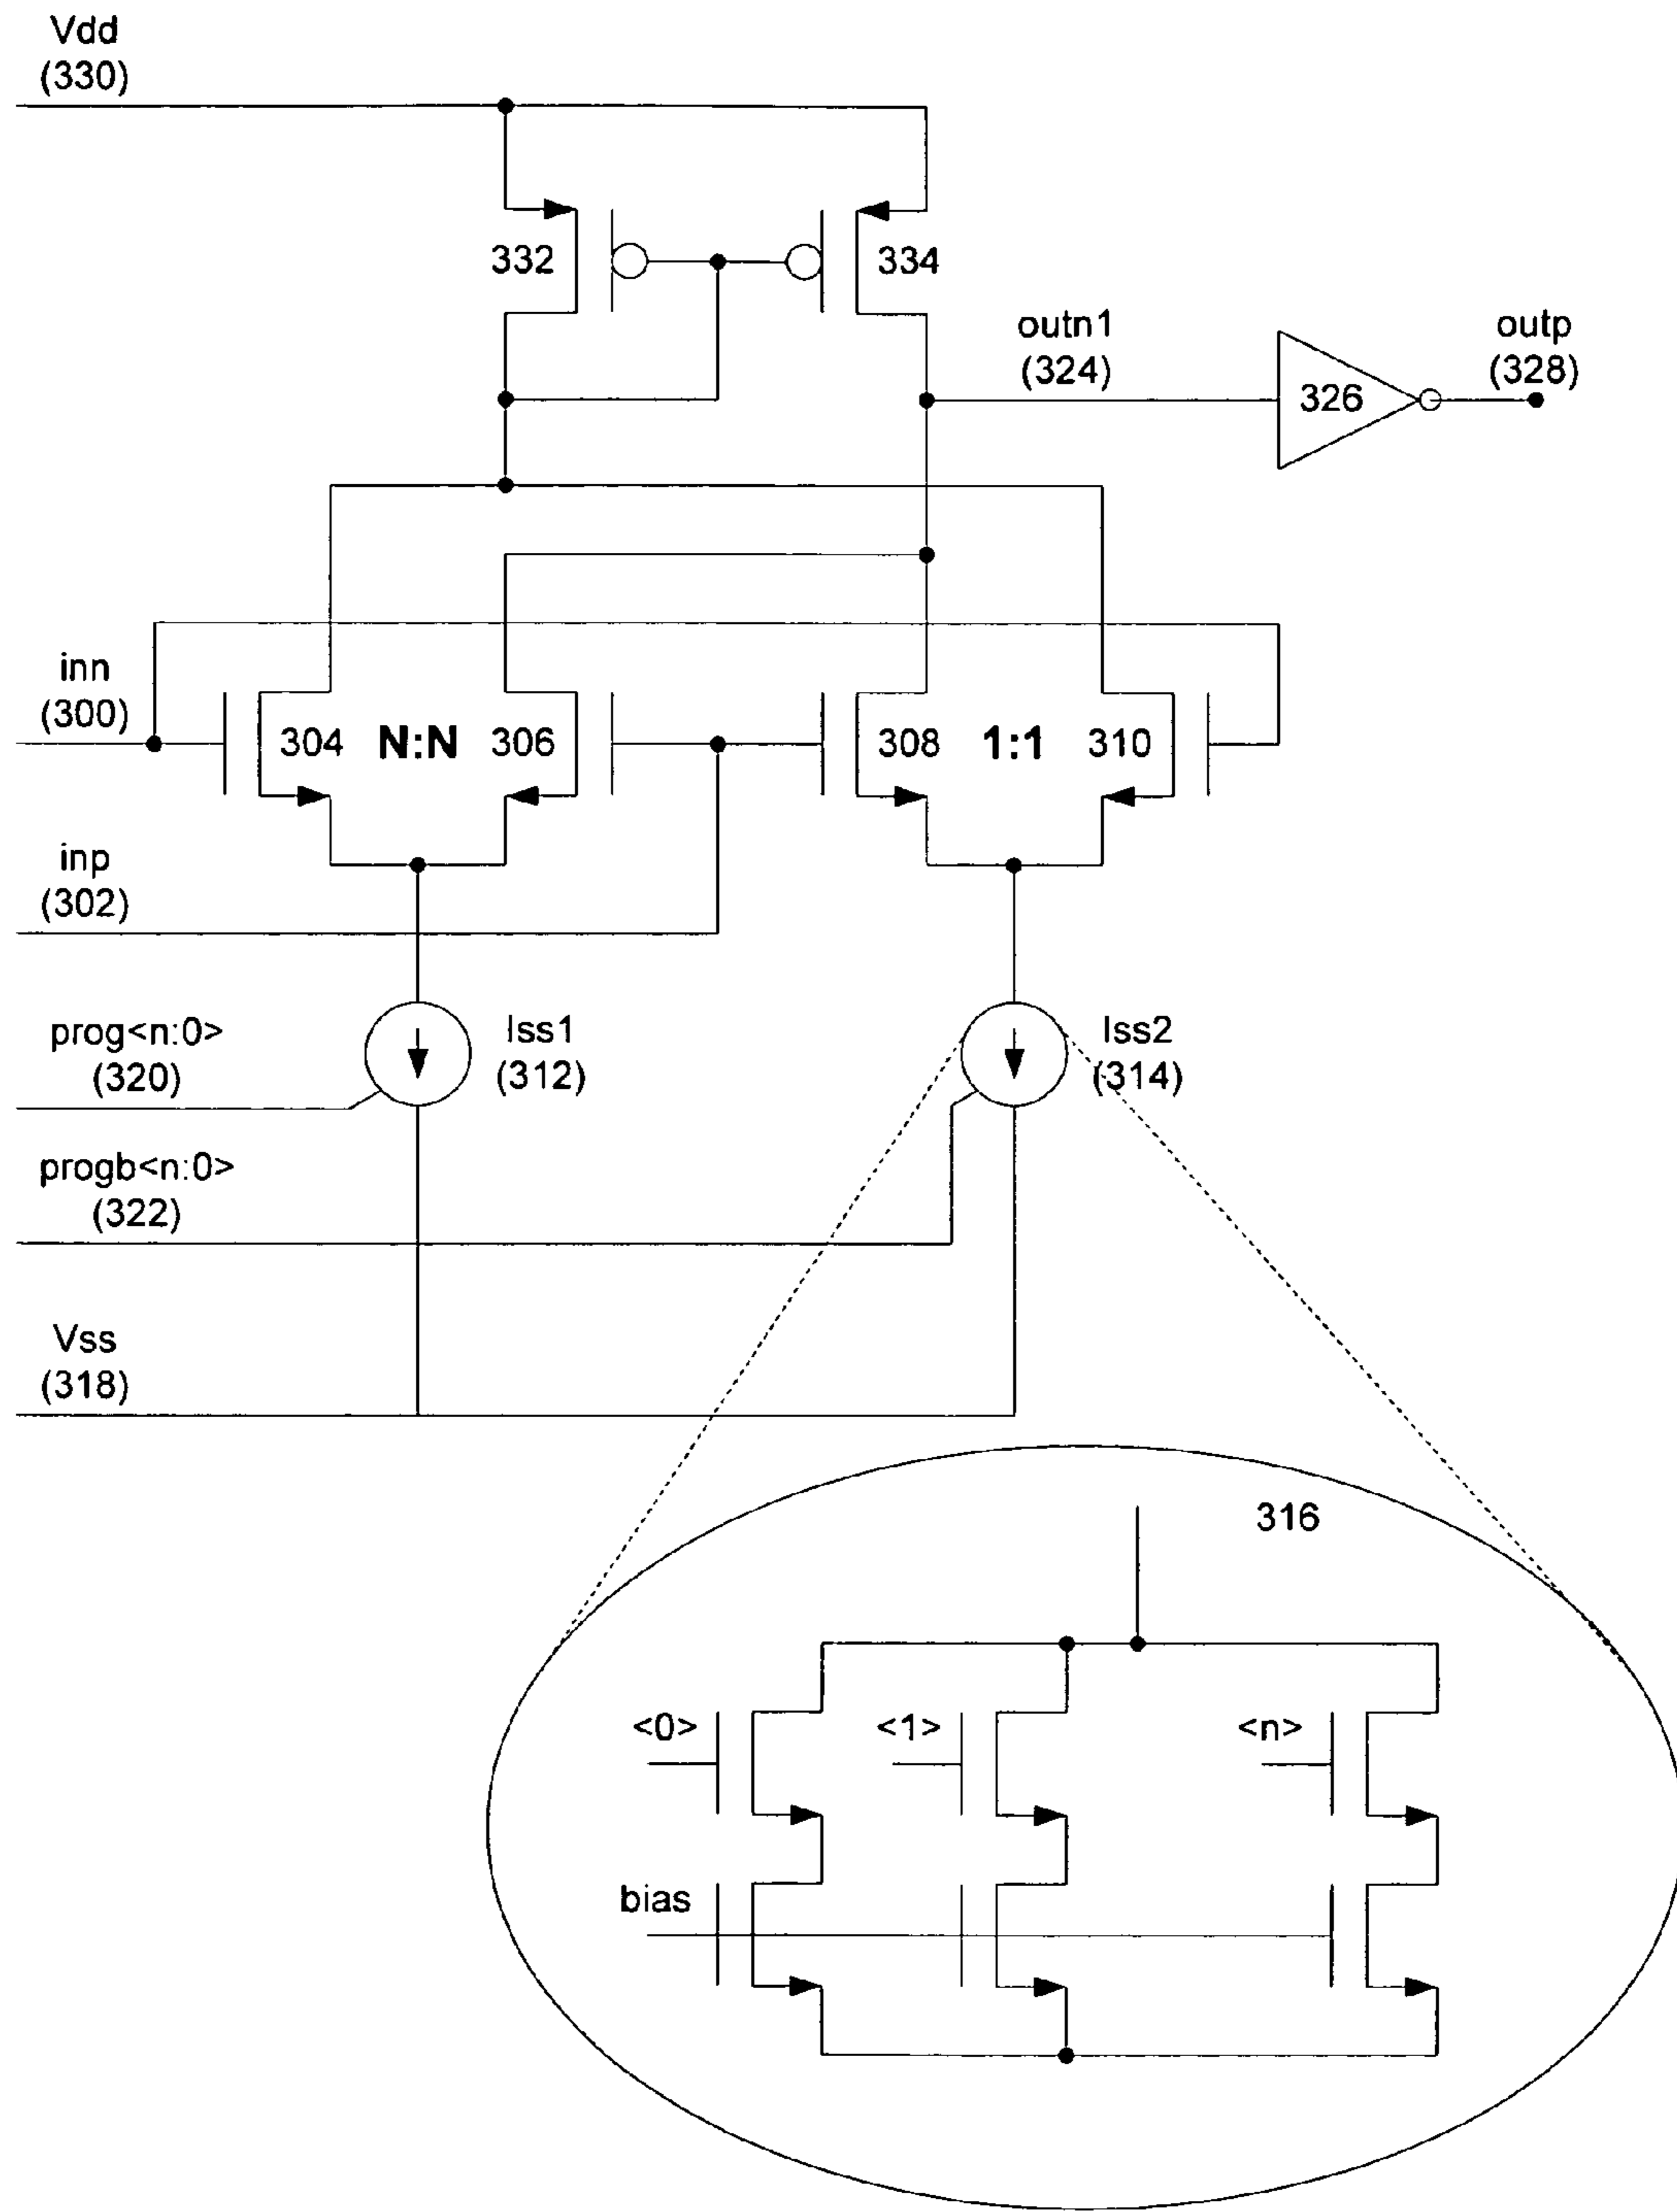 Vdd
(330)
332
334
outn1
(324)
326
outp
(328)
inn
(300)
304
N:N
306
308
1:1
310
inp
(302)
prog<n:0>
(320)
Iss1
(312)
Iss2
(314)
progb<n:0>
(322)
Vss
(318)
316
<0>
<1>
<n>
bias